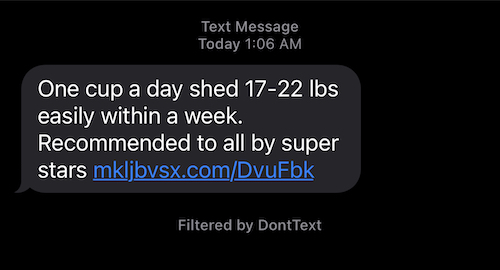 Text Message
Today 1:06 AM
One cup a day shed 17-22 lbs
easily within a week.
Recommended to all by super
stars mkljbvsx.com/DvuFbk
Filtered by DontText